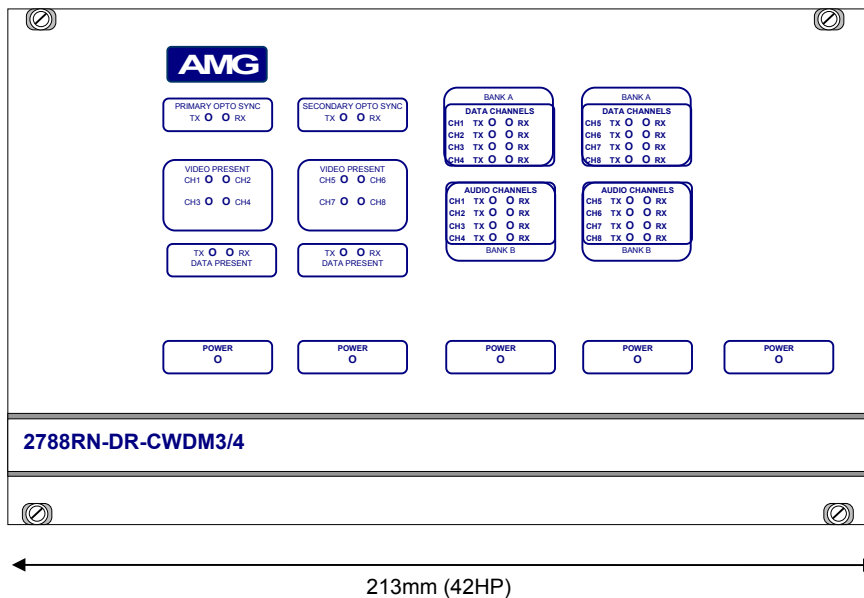 AMG
PRIMARY OPTO SYNC
TX O O RX
SECONDARY OPTO SYNC
TX O O RX
VIDEO PRESENT
CH1 O O CH2
CH3 O O CH4
VIDEO PRESENT
CH5 O O CH6
CH7 O O CH8
TX O O RX
DATA PRESENT
TX O O RX
DATA PRESENT
BANK A
DATA CHANNELS
CH1 TX O O RX
CH2 TX O O RX
CH3 TX O O RX
CH4 TX O O RX
BANK A
DATA CHANNELS
CH5 TX O O RX
CH6 TX O O RX
CH7 TX O O RX
CH8 TX O O RX
AUDIO CHANNELS
CH1 TX O O RX
CH2 TX O O RX
CH3 TX O O RX
CH4 TX O O RX
BANK B
AUDIO CHANNELS
CH5 TX O O RX
CH6 TX O O RX
CH7 TX O O RX
CH8 TX O O RX
BANK B
POWER
O
POWER
O
POWER
O
POWER
O
POWER
O
2788RN-DR-CWDM3/4
213mm (42HP)